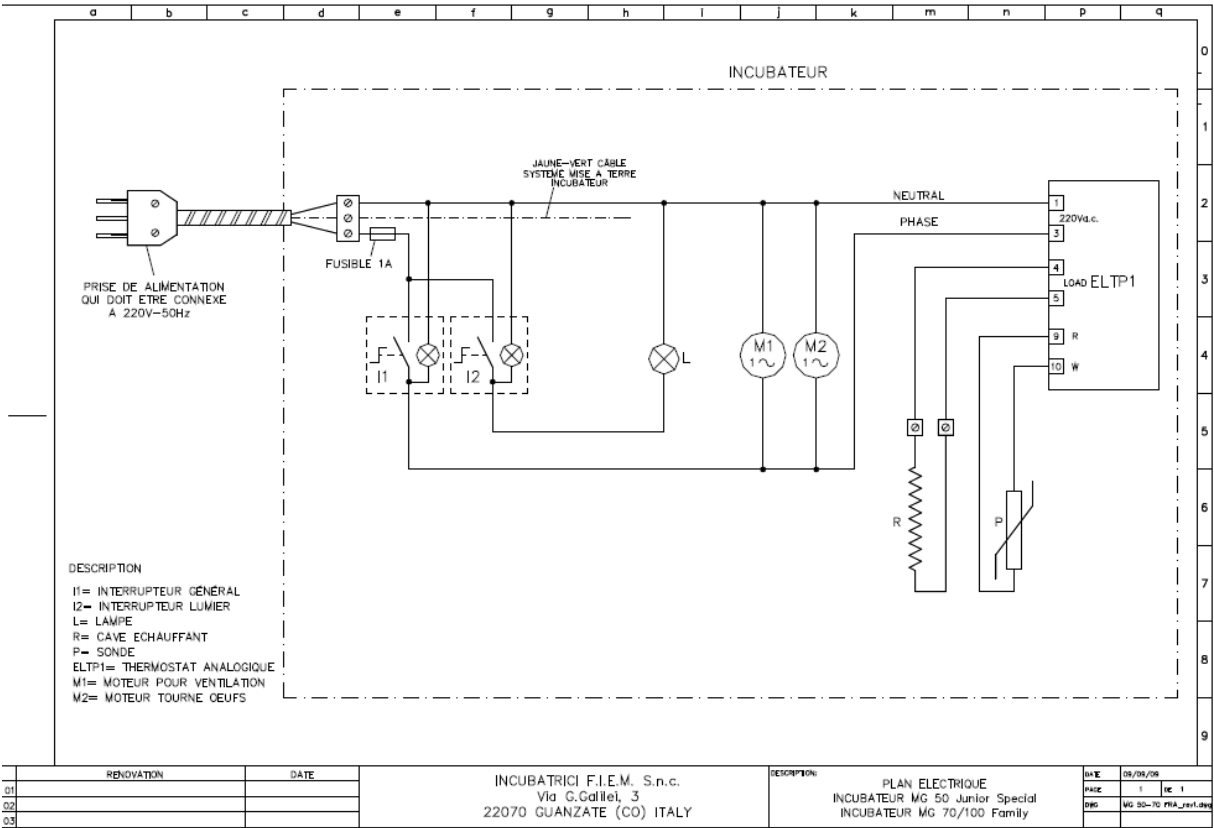 a b c d e f g h i j k m n p q
0
1
2
3
4
5
6
7
8
9
INCUBATEUR
JAUNE-VERT CÂBLE
SYSTEME MISE A TERRE
INCUBATEUR
NEUTRAL
PHASE
1
220Va.c.
3
4
LOAD ELTP1
5
9 R
10 W
FUSIBLE 1A
PRISE DE ALIMENTATION
QUI DOIT ETRE CONNEXE
A 220V-50Hz
I1
I2
L
M1
1~
M2
1~
R
P
DESCRIPTION
I1= INTERRUPTEUR GÉNÉRAL
I2= INTERRUPTEUR LUMIER
L= LAMPE
R= CAVE ECHAUFFANT
P= SONDE
ELTP1= THERMOSTAT ANALOGIQUE
M1= MOTEUR POUR VENTILATION
M2= MOTEUR TOURNE OEUFS
RENOVATION DATE
01
02
03
INCUBATRICI F.I.E.M. S.n.c.
Via G.Galilei, 3
22070 GUANZATE (CO) ITALY
DESCRIPTION:
PLAN ELECTRIQUE
INCUBATEUR MG 50 Junior Special
INCUBATEUR MG 70/100 Family
DATE 09/09/09
PAGE 1 DE 1
DWG MG 50-70 FRA_rev1.dwg